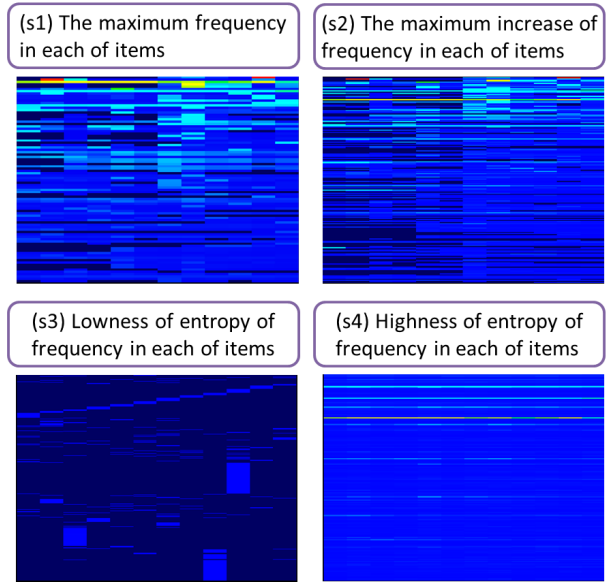 (s1) The maximum frequency
in each of items
(s2) The maximum increase of
frequency in each of items
(s3) Lowness of entropy of
frequency in each of items
(s4) Highness of entropy of
frequency in each of items